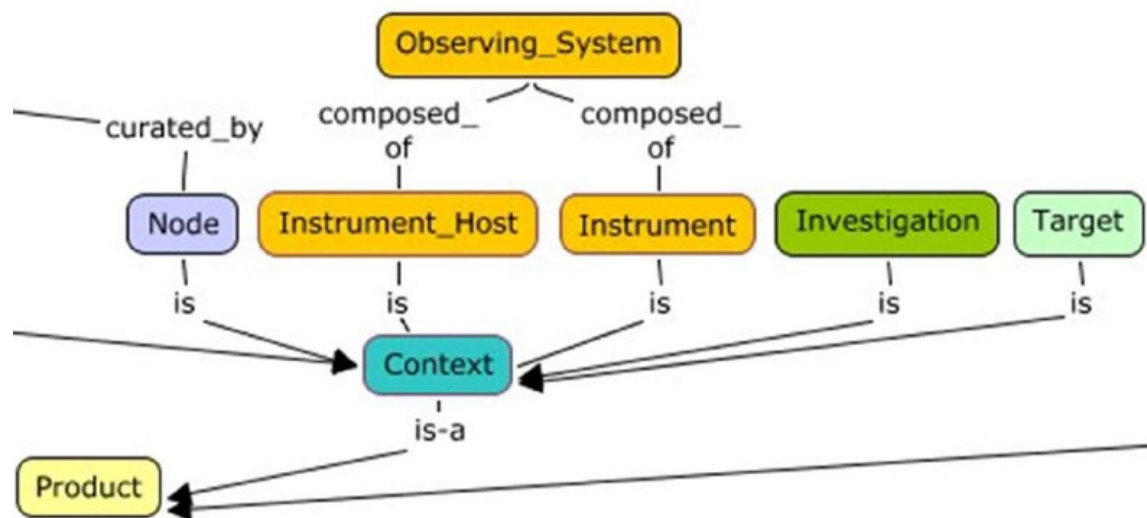 Observing_System
curated_by
composed_
of
composed_
of
Node
Instrument_Host
Instrument
Investigation
Target
is
is
is
is
is
Context
is-a
Product